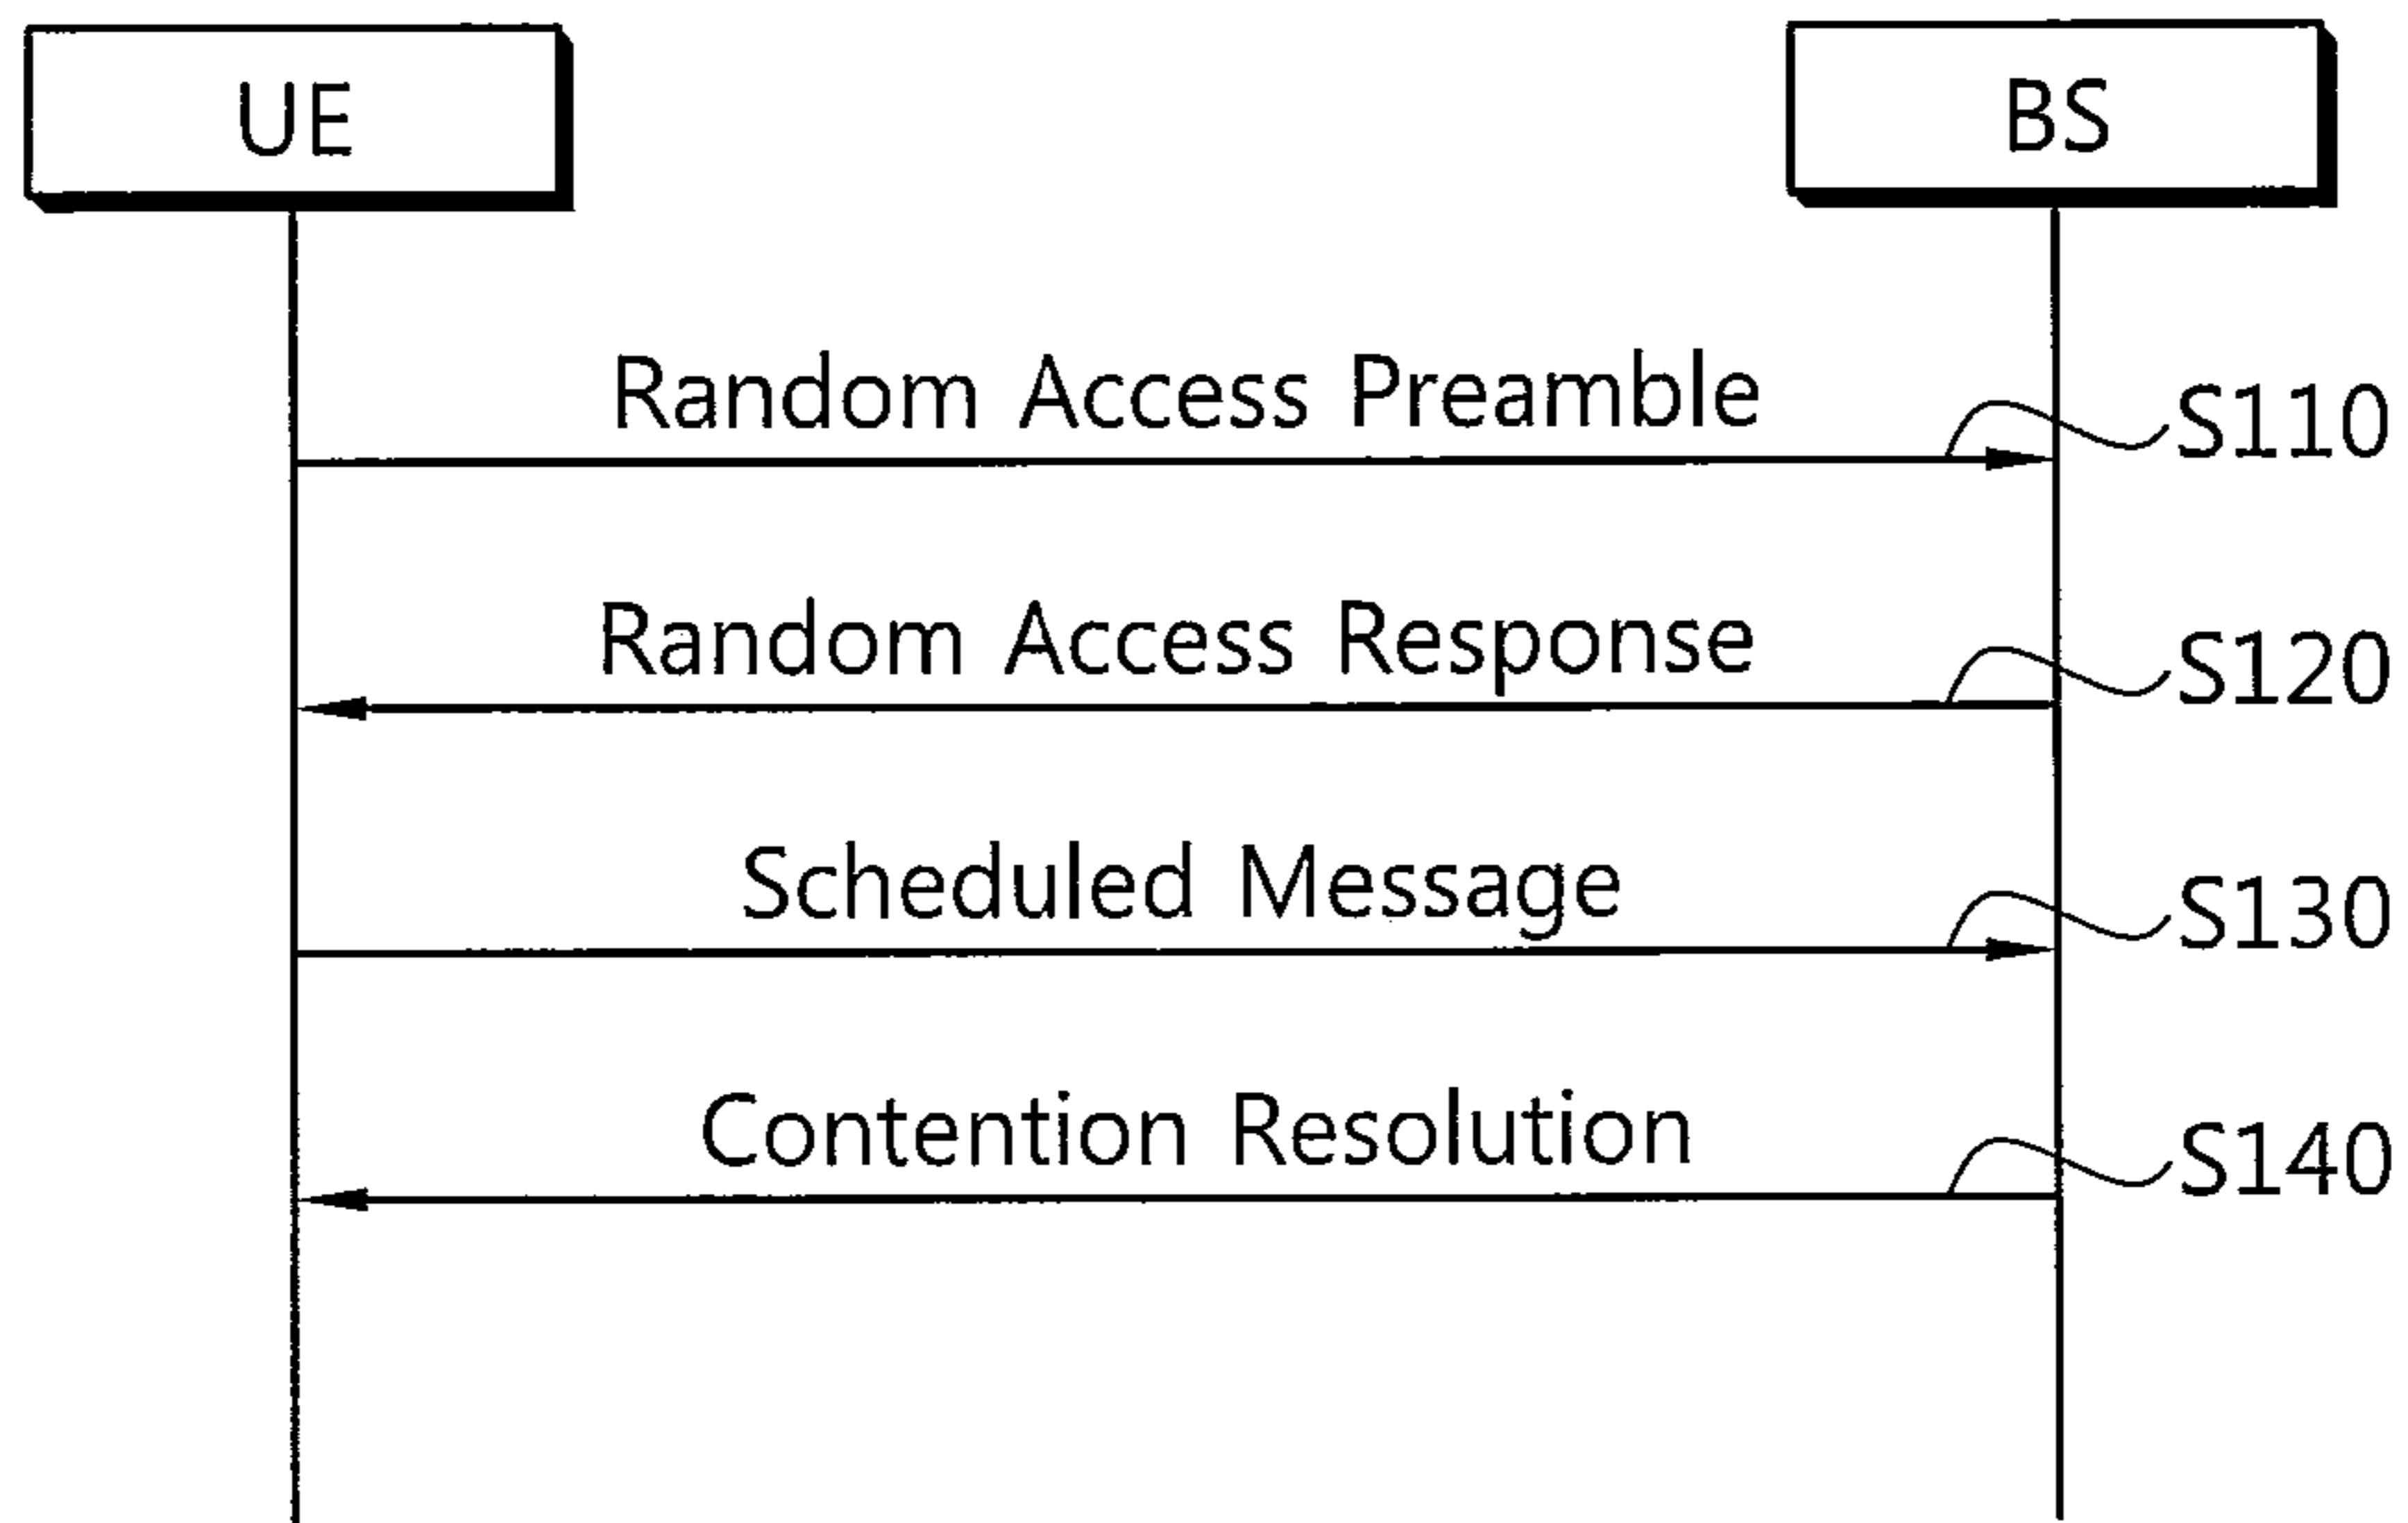 UE
BS
Random Access Preamble
S110
Random Access Response
S120
Scheduled Message
S130
Contention Resolution
S140